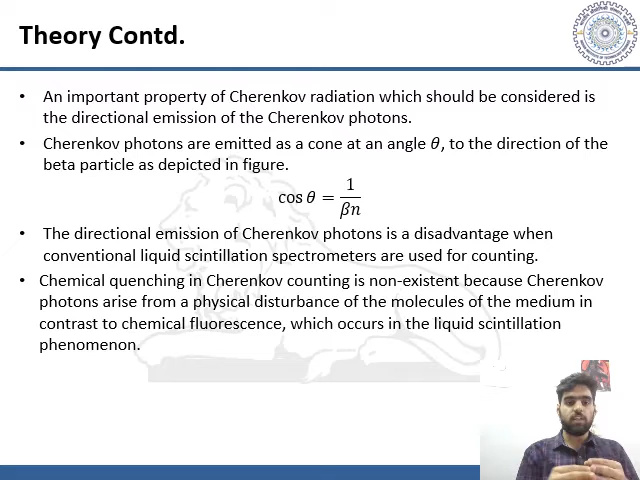 Theory Contd.
• An important property of Cherenkov radiation which should be considered is
the directional emission of the Cherenkov photons.
• Cherenkov photons are emitted as a cone at an angle 𝜃, to the direction of the
beta particle as depicted in figure.
cos 𝜃 = 1/𝛽𝑛
• The directional emission of Cherenkov photons is a disadvantage when
conventional liquid scintillation spectrometers are used for counting.
• Chemical quenching in Cherenkov counting is non-existent because Cherenkov
photons arise from a physical disturbance of the molecules of the medium in
contrast to chemical fluorescence, which occurs in the liquid scintillation
phenomenon.